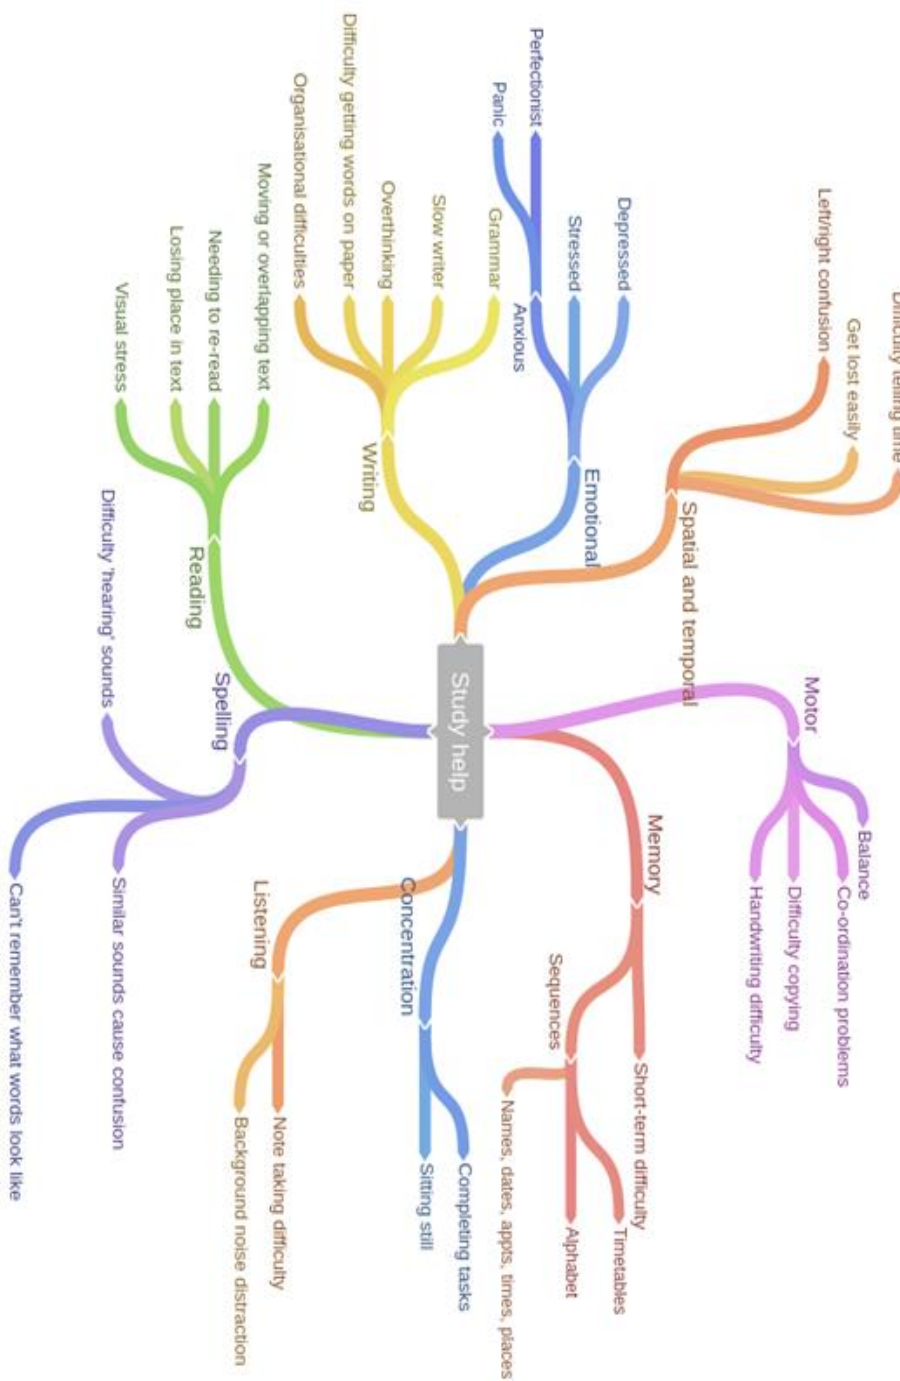 Study help
Spatial and temporal
Difficulty telling time
Get lost easily
Left/right confusion
Emotional
Depressed
Stressed
Anxious
Perfectionist
Panic
Writing
Grammar
Slow writer
Overthinking
Difficulty getting words on paper
Organisational difficulties
Reading
Moving or overlapping text
Needing to re-read
Losing place in text
Visual stress
Motor
Balance
Co-ordination problems
Difficulty copying
Handwriting difficulty
Memory
Short-term difficulty
Sequences
Timetables
Alphabet
Names, dates, appts, times, places
Concentration
Completing tasks
Sitting still
Listening
Note taking difficulty
Background noise distraction
Spelling
Difficulty 'hearing' sounds
Similar sounds cause confusion
Can't remember what words look like